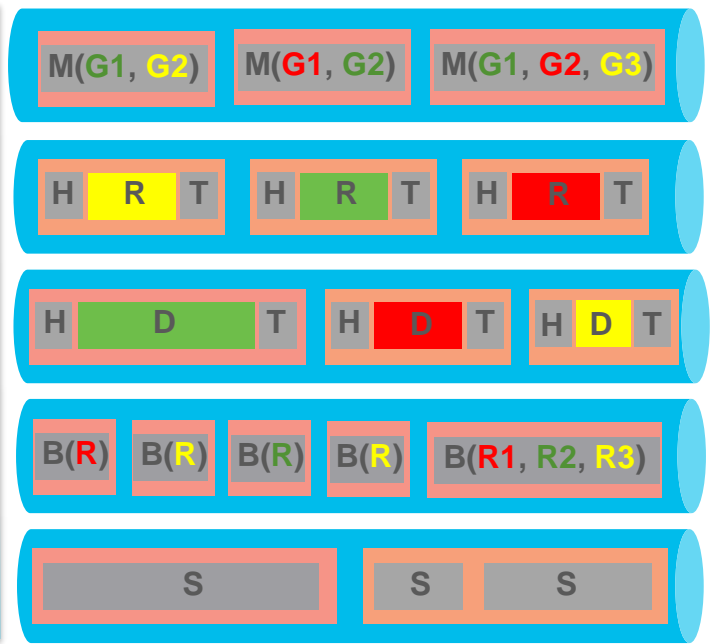 M(G1, G2) M(G1, G2) M(G1, G2, G3)
H R T H R T H R T
H D T H D T H D T
B(R) B(R) B(R) B(R) B(R1, R2, R3)
S S S